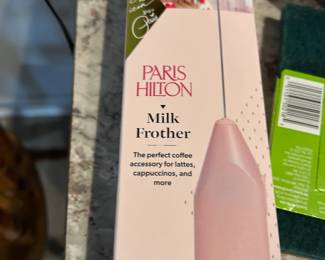 PARIS
HILTON
Milk
Frother
The perfect coffee
accessory for lattes,
cappuccinos, and
more